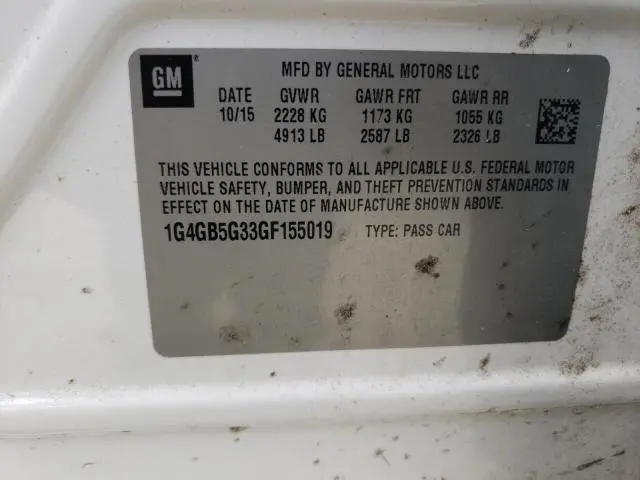 GM ®
MFD BY GENERAL MOTORS LLC
DATE GVWR GAWR FRT GAWR RR
10/15 2228 KG 1173 KG 1055 KG
4913 LB 2587 LB 2326 LB
THIS VEHICLE CONFORMS TO ALL APPLICABLE U.S. FEDERAL MOTOR
VEHICLE SAFETY, BUMPER, AND THEFT PREVENTION STANDARDS IN
EFFECT ON THE DATE OF MANUFACTURE SHOWN ABOVE.
1G4GB5G33GF155019 TYPE: PASS CAR